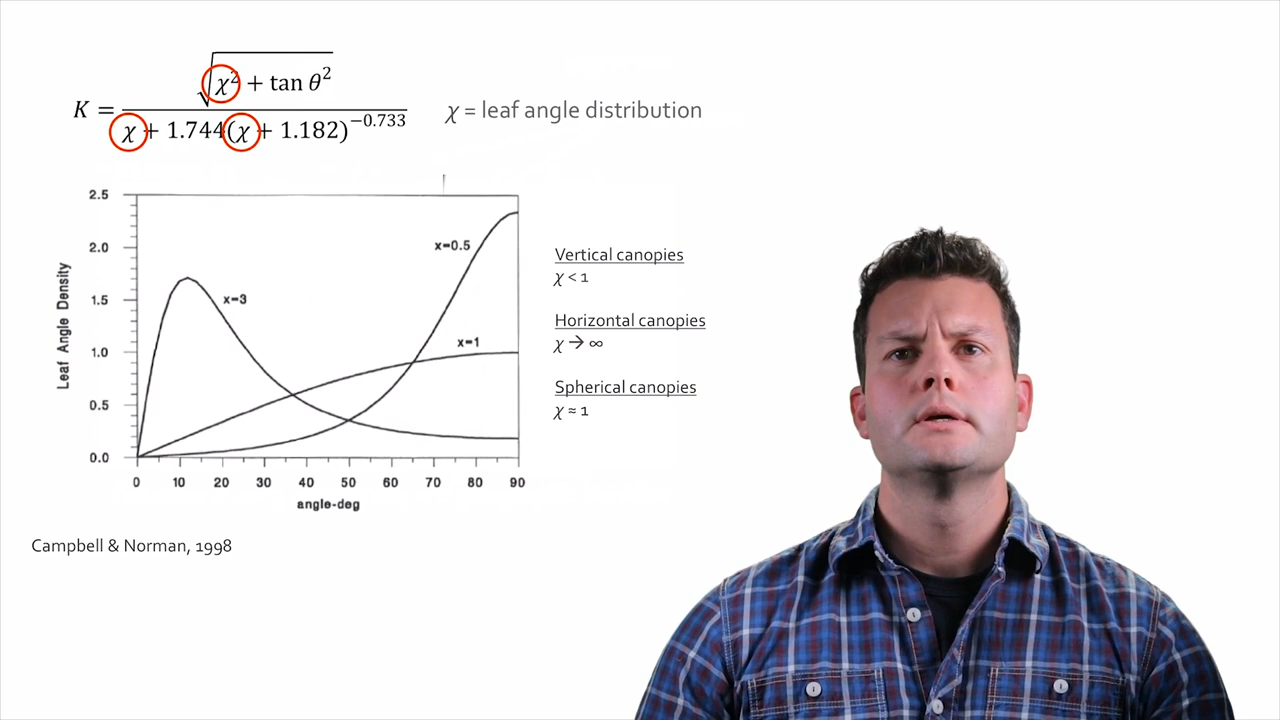 K = √(χ² + tan θ²) / (χ + 1.744(χ + 1.182)^−0.733)
χ = leaf angle distribution
2.5
2.0
1.5
1.0
0.5
0.0
Leaf Angle Density
x=3
x=0.5
x=1
0 10 20 30 40 50 60 70 80 90
angle-deg
Vertical canopies
χ < 1
Horizontal canopies
χ → ∞
Spherical canopies
χ ≈ 1
Campbell & Norman, 1998